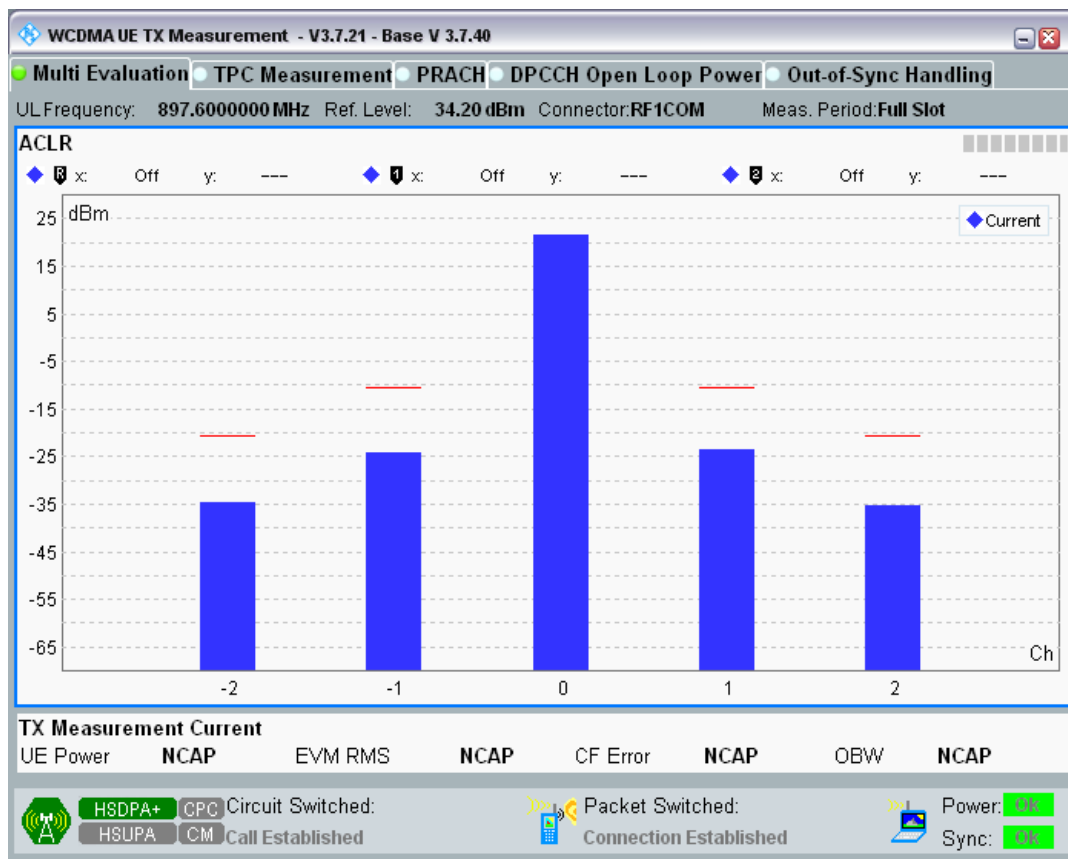 WCDMA UE TX Measurement - V3.7.21 - Base V 3.7.40
Multi Evaluation TPC Measurement PRACH DPCCH Open Loop Power Out-of-Sync Handling
UL Frequency: 897.6000000 MHz Ref. Level: 34.20 dBm Connector:RF1COM Meas. Period:Full Slot
ACLR
R x: Off y: --- 1 x: Off y: --- 2 x: Off y: ---
dBm
Current
25
15
5
-5
-15
-25
-35
-45
-55
-65
Ch
-2 -1 0 1 2
TX Measurement Current
UE Power NCAP EVM RMS NCAP CF Error NCAP OBW NCAP
HSDPA+ CPC Circuit Switched: Packet Switched: Power: OK
HSUPA CM Call Established Connection Established Sync: OK